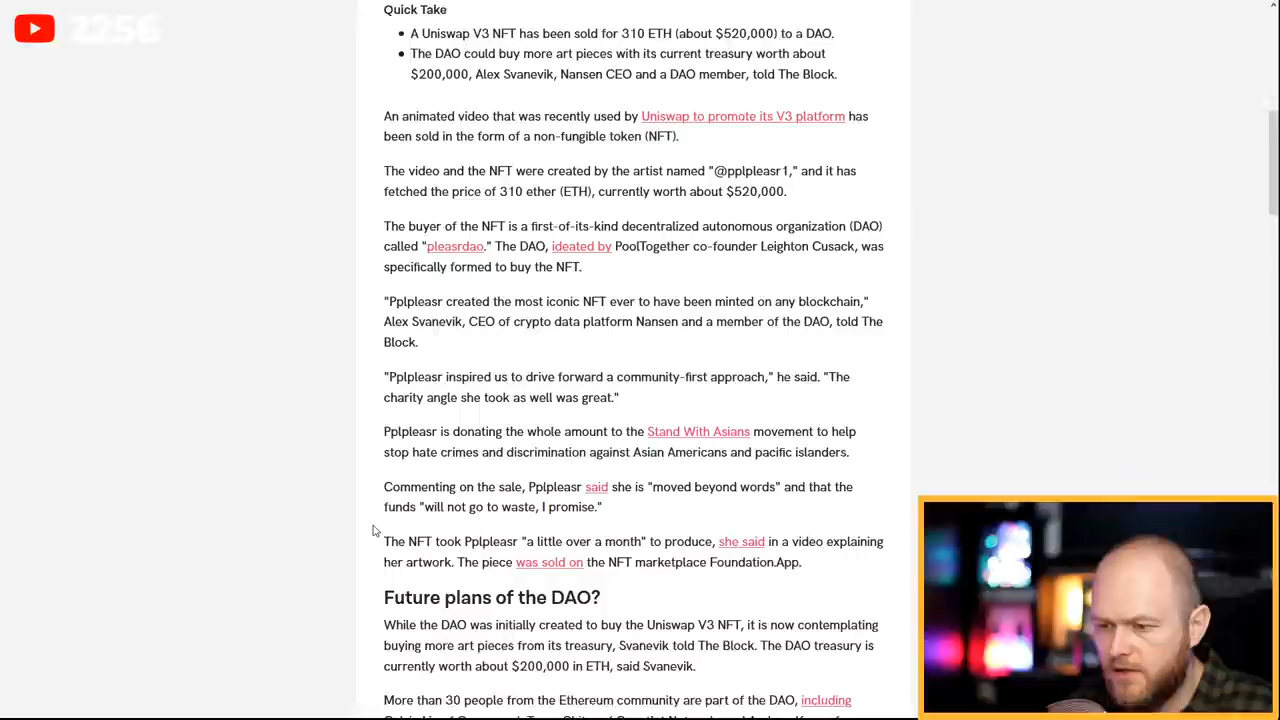 2256
Quick Take
• A Uniswap V3 NFT has been sold for 310 ETH (about $520,000) to a DAO.
• The DAO could buy more art pieces with its current treasury worth about
$200,000, Alex Svanevik, Nansen CEO and a DAO member, told The Block.
An animated video that was recently used by Uniswap to promote its V3 platform has
been sold in the form of a non-fungible token (NFT).
The video and the NFT were created by the artist named "@pplpleasr1," and it has
fetched the price of 310 ether (ETH), currently worth about $520,000.
The buyer of the NFT is a first-of-its-kind decentralized autonomous organization (DAO)
called "pleasrdao." The DAO, ideated by PoolTogether co-founder Leighton Cusack, was
specifically formed to buy the NFT.
"Pplpleasr created the most iconic NFT ever to have been minted on any blockchain,"
Alex Svanevik, CEO of crypto data platform Nansen and a member of the DAO, told The
Block.
"Pplpleasr inspired us to drive forward a community-first approach," he said. "The
charity angle she took as well was great."
Pplpleasr is donating the whole amount to the Stand With Asians movement to help
stop hate crimes and discrimination against Asian Americans and pacific islanders.
Commenting on the sale, Pplpleasr said she is "moved beyond words" and that the
funds "will not go to waste, I promise."
The NFT took Pplpleasr "a little over a month" to produce, she said in a video explaining
her artwork. The piece was sold on the NFT marketplace Foundation.App.
Future plans of the DAO?
While the DAO was initially created to buy the Uniswap V3 NFT, it is now contemplating
buying more art pieces from its treasury, Svanevik told The Block. The DAO treasury is
currently worth about $200,000 in ETH, said Svanevik.
More than 30 people from the Ethereum community are part of the DAO, including